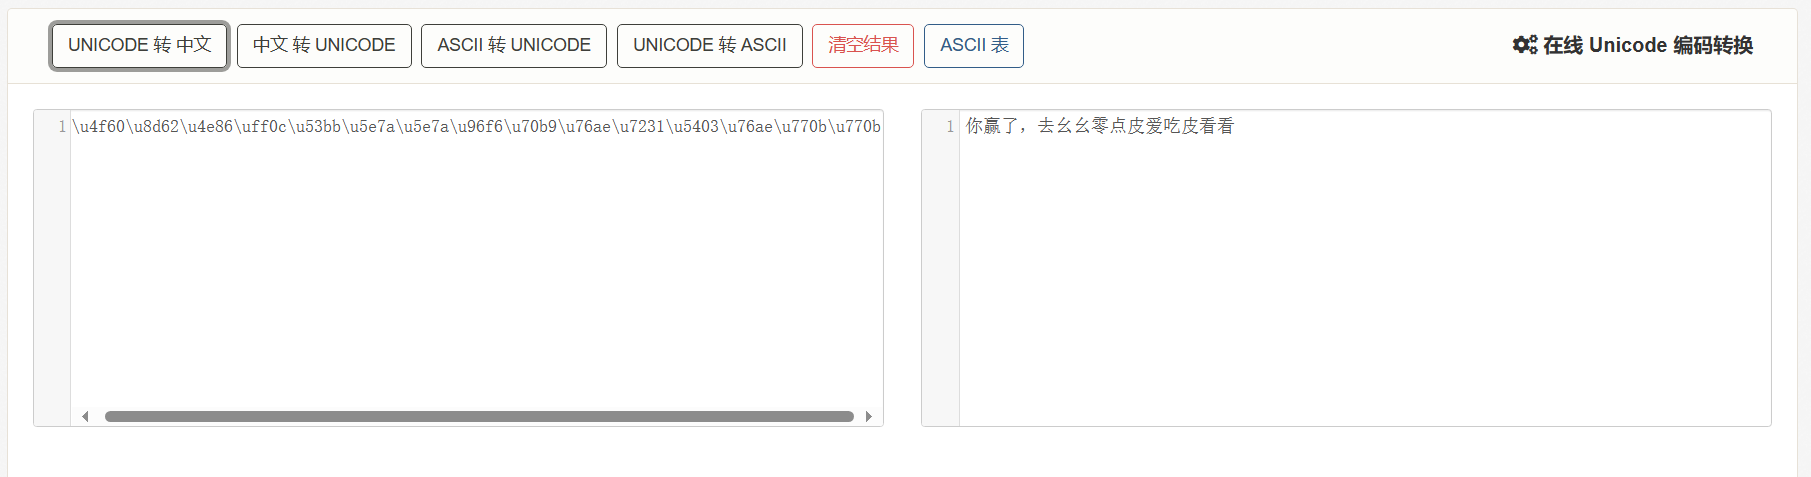 UNICODE 转 中文 中文 转 UNICODE ASCII 转 UNICODE UNICODE 转 ASCII 清空结果 ASCII 表 在线 Unicode 编码转换
1 \u4f60\u8d62\u4e86\uff0c\u53bb\u5e7a\u5e7a\u96f6\u70b9\u76ae\u7231\u5403\u76ae\u770b\u770b
1 你赢了，去幺幺零点皮爱吃皮看看